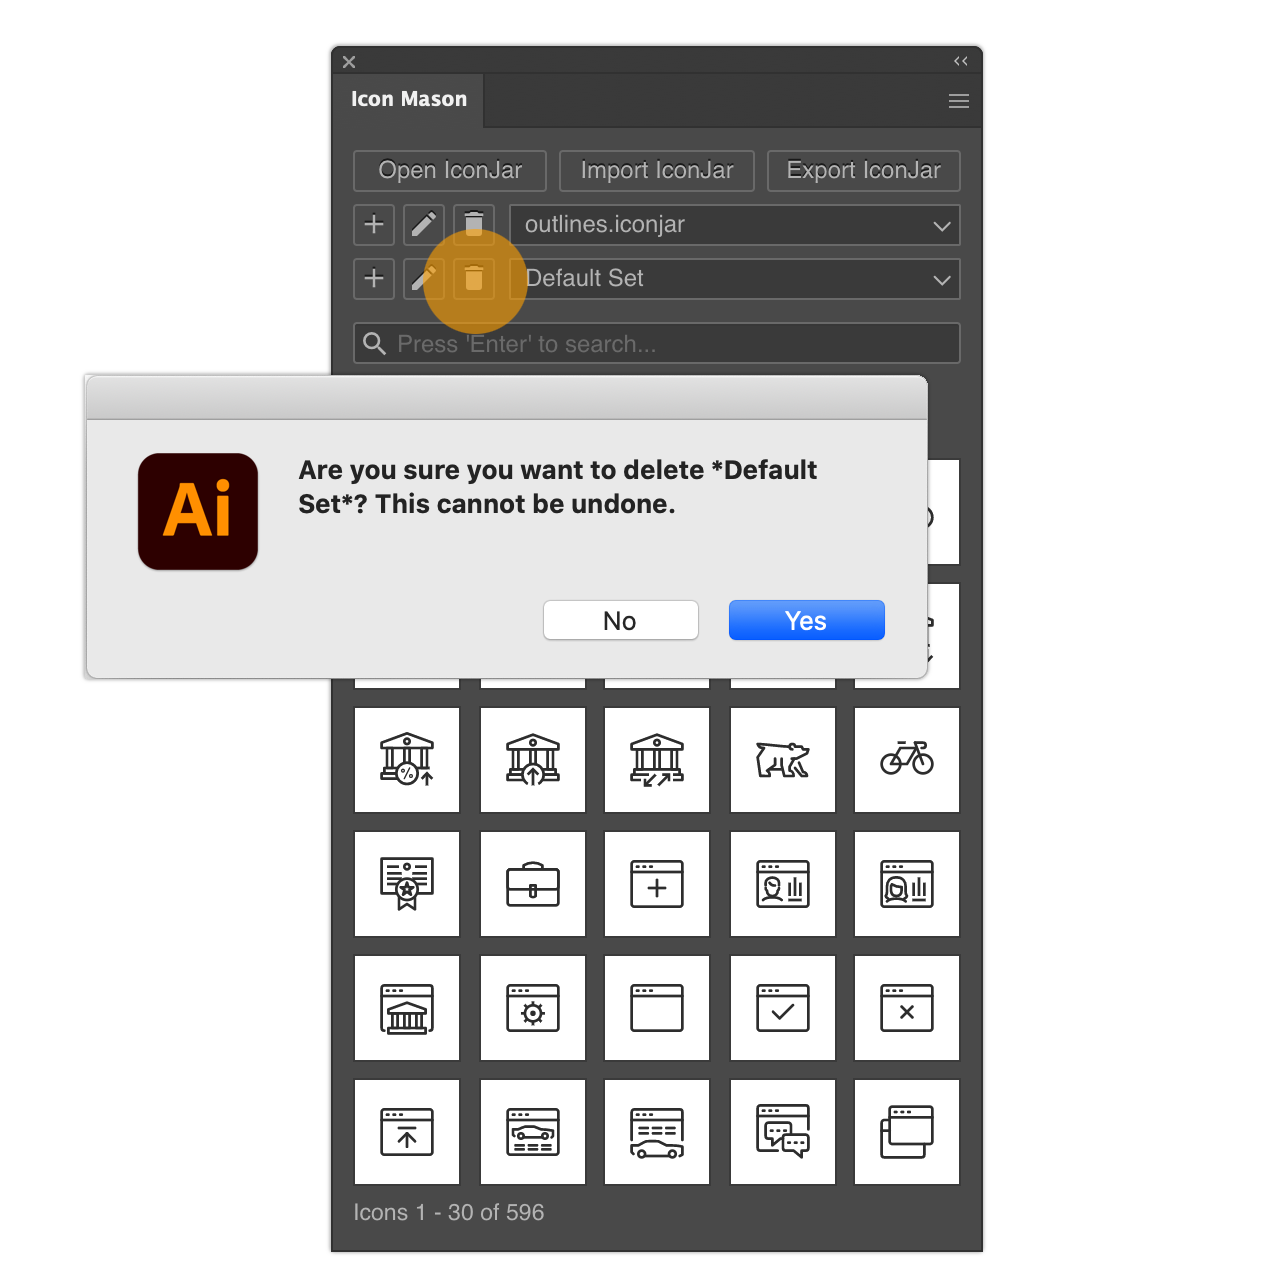 Icon Mason
Open IconJar
Import IconJar
Export IconJar
outlines.iconjar
Default Set
Press 'Enter' to search...
Ai
Are you sure you want to delete *Default
Set*? This cannot be undone.
No
Yes
%
Icons 1 - 30 of 596